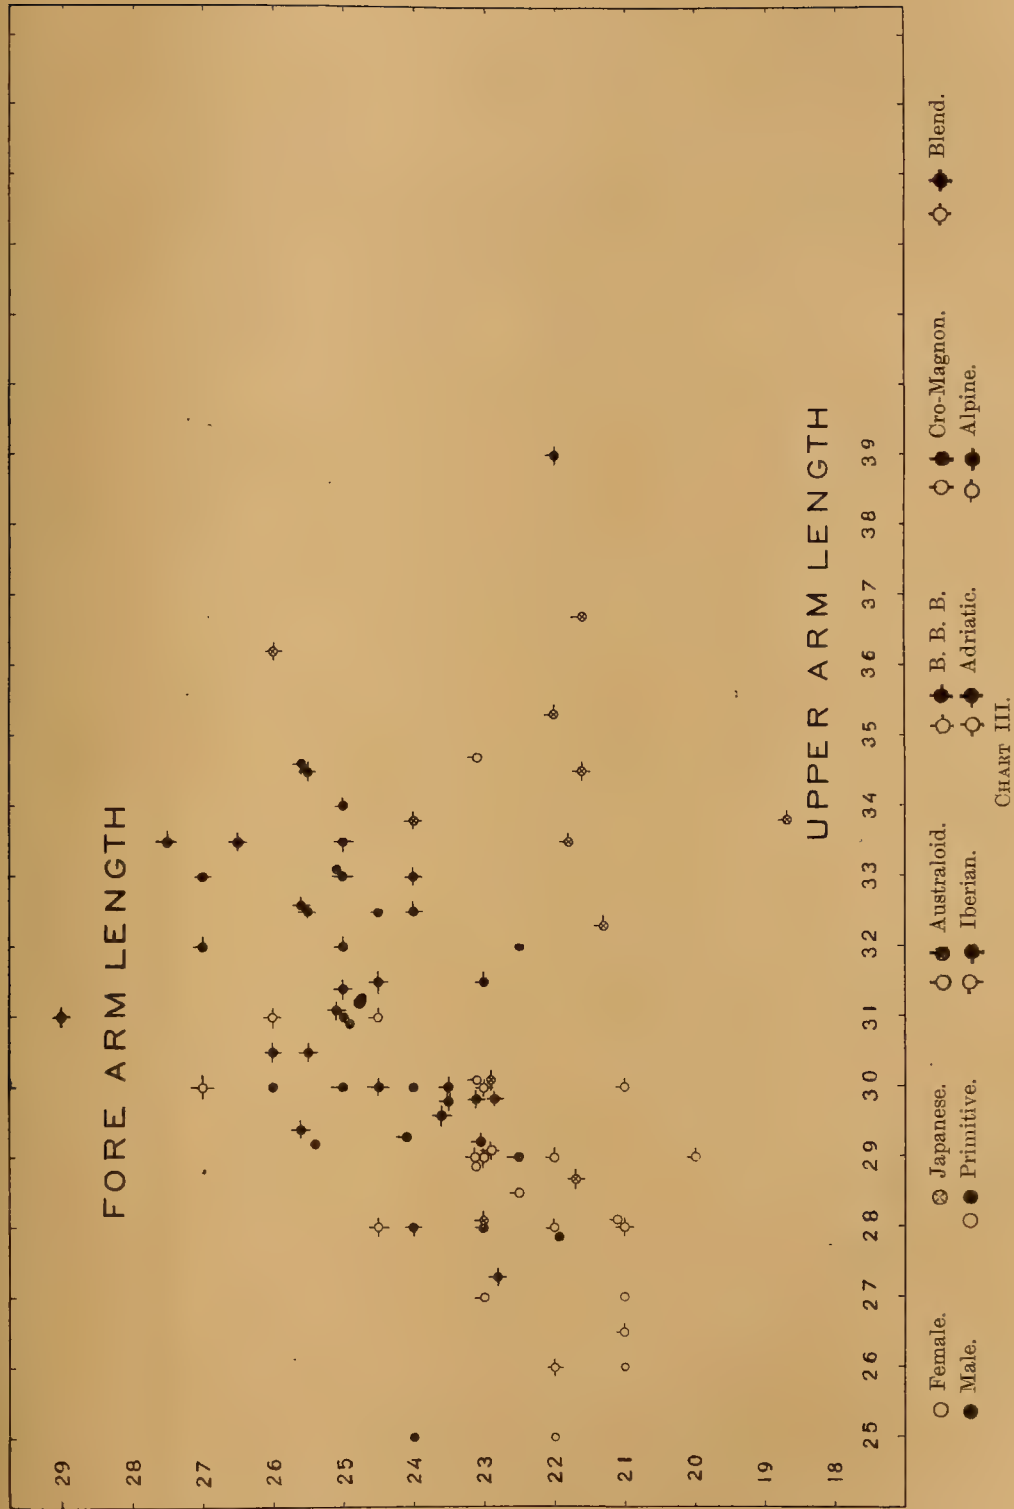 FORE ARM LENGTH
29
28
27
26
25
24
23
22
21
20
19
18
UPPER ARM LENGTH
25 26 27 28 29 30 31 32 33 34 35 36 37 38 39
Female. Japanese. Australoid. B. B. B. Cro-Magnon. Blend.
Male. Primitive. Iberian. Adriatic. Alpine.
CHART III.